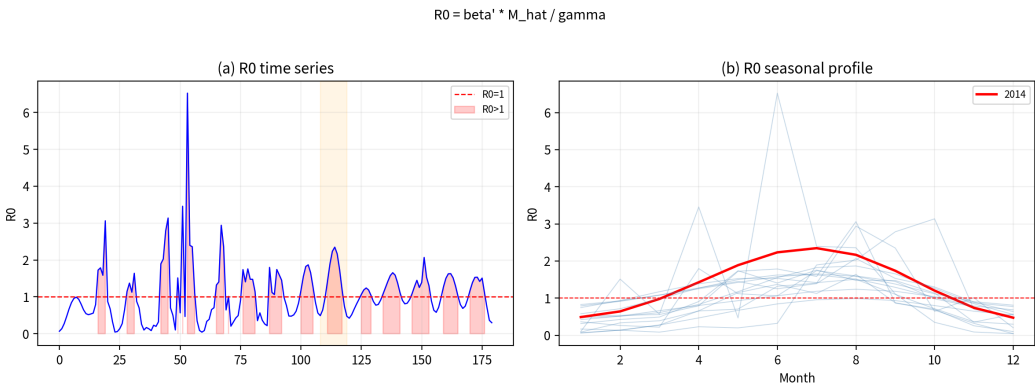 R0 = beta' * M_hat / gamma
(a) R0 time series
R0
6
5
4
3
2
1
0
0 25 50 75 100 125 150 175
R0=1
R0>1
(b) R0 seasonal profile
R0
6
5
4
3
2
1
0
2 4 6 8 10 12
Month
2014